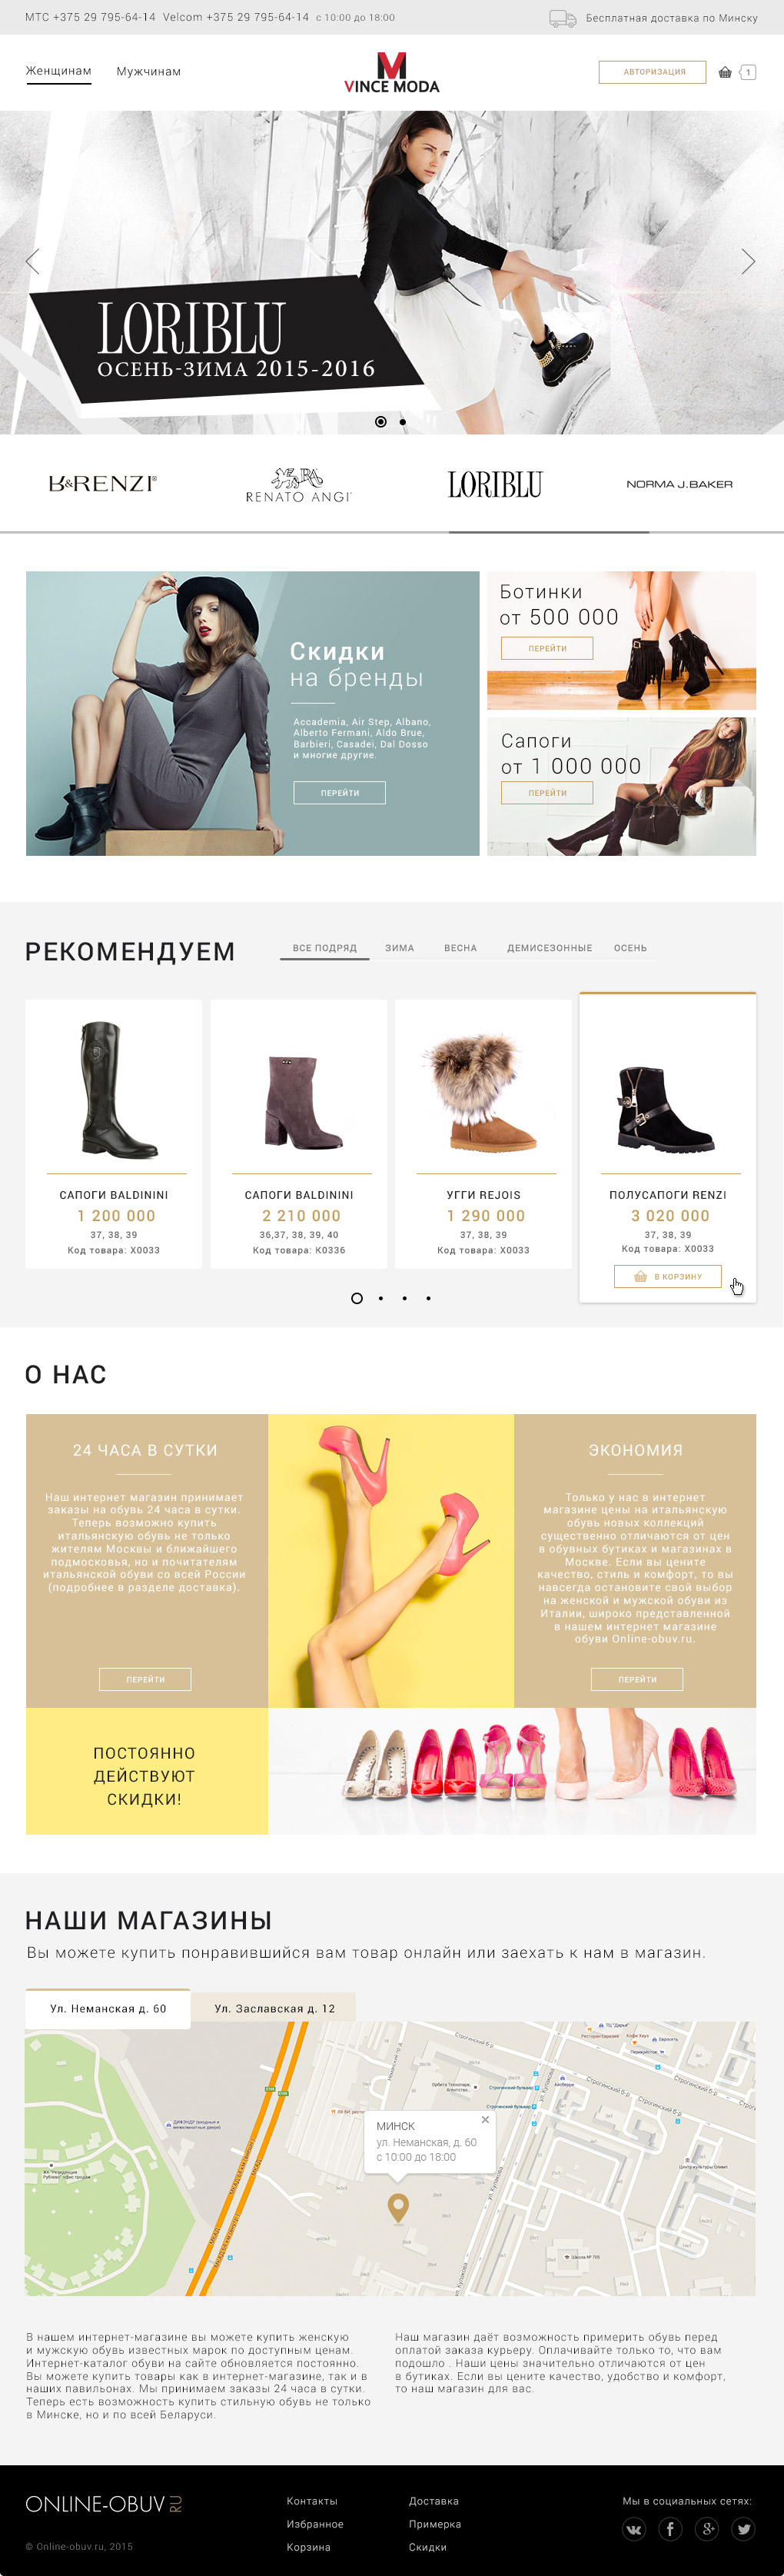 МТС +375 29 795-64-14 Velcom +375 29 795-64-14 с 10:00 до 18:00
Бесплатная доставка по Минску
Женщинам
Мужчинам
M
VINCE MODA
АВТОРИЗАЦИЯ
1
LORIBLU
ОСЕНЬ-ЗИМА 2015-2016
R&RENZI®
RENATO ANGI
LORIBLU
NORMA J.BAKER
Скидки
на бренды
Accademia, Air Step, Albano,
Alberto Fermani, Aldo Brue,
Barbieri, Casadei, Dal Dosso
и многие другие.
ПЕРЕЙТИ
Ботинки
от 500 000
ПЕРЕЙТИ
Сапоги
от 1 000 000
ПЕРЕЙТИ
РЕКОМЕНДУЕМ
ВСЕ ПОДРЯД
ЗИМА
ВЕСНА
ДЕМИСЕЗОННЫЕ
ОСЕНЬ
САПОГИ BALDININI
1 200 000
37, 38, 39
Код товара: X0033
САПОГИ BALDININI
2 210 000
36,37, 38, 39, 40
Код товара: K0336
УГГИ REJOIS
1 290 000
37, 38, 39
Код товара: X0033
ПОЛУСАПОГИ RENZI
3 020 000
37, 38, 39
Код товара: X0033
В КОРЗИНУ
О НАС
24 ЧАСА В СУТКИ
Наш интернет магазин принимает
заказы на обувь 24 часа в сутки.
Теперь возможно купить
итальянскую обувь не только
жителям Москвы и ближайшего
подмосковья, но и почитателям
итальянской обуви со всей России
(подробнее в разделе доставка).
ПЕРЕЙТИ
ЭКОНОМИЯ
Только у нас в интернет
магазине цены на итальянскую
обувь новых коллекций
существенно отличаются от цен
в обувных бутиках и магазинах в
Москве. Если вы цените
качество, стиль и комфорт, то вы
навсегда остановите свой выбор
на женской и мужской обуви из
Италии, широко представленной
в нашем интернет магазине
обуви Online-obuv.ru.
ПЕРЕЙТИ
ПОСТОЯННО
ДЕЙСТВУЮТ
СКИДКИ!
НАШИ МАГАЗИНЫ
Вы можете купить понравившийся вам товар онлайн или заехать к нам в магазин.
Ул. Неманская д. 60
Ул. Заславская д. 12
Строгинский б-р
Строгинский б-р
Строгинский бульвар
Строгинский бульвар
ул. Кулакова
ул. Кулакова
МКАД
МИНСК
ул. Неманская, д. 60
с 10:00 до 18:00
Школа № 705
В нашем интернет-магазине вы можете купить женскую
и мужскую обувь известных марок по доступным ценам.
Интернет-каталог обуви на сайте обновляется постоянно.
Вы можете купить товары как в интернет-магазине, так и в
наших павильонах. Мы принимаем заказы 24 часа в сутки.
Теперь есть возможность купить стильную обувь не только
в Минске, но и по всей Беларуси.
Наш магазин даёт возможность примерить обувь перед
оплатой заказа курьеру. Оплачивайте только то, что вам
подошло . Наши цены значительно отличаются от цен
в бутиках. Если вы цените качество, удобство и комфорт,
то наш магазин для вас.
ONLINE-OBUV RU
© Online-obuv.ru, 2015
Контакты
Избранное
Корзина
Доставка
Примерка
Скидки
Мы в социальных сетях: